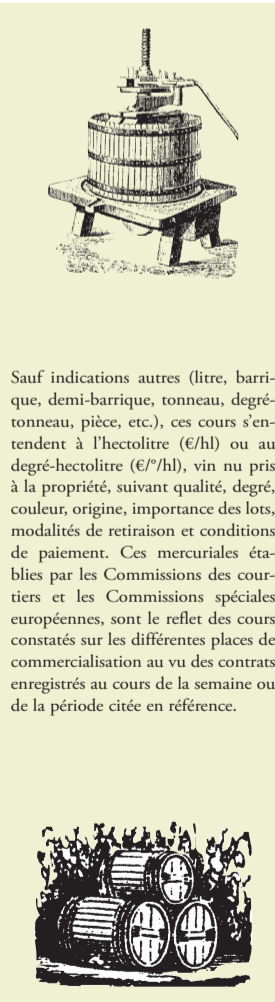 Sauf indications autres (litre, barri-
que, demi-barrique, tonneau, degré-
tonneau, pièce, etc.), ces cours s'en-
tendent à l'hectolitre (€/hl) ou au
degré-hectolitre (€/°/hl), vin nu pris
à la propriété, suivant qualité, degré,
couleur, origine, importance des lots,
modalités de retiraison et conditions
de paiement. Ces mercuriales éta-
blies par les Commissions des cour-
tiers et les Commissions spéciales
européennes, sont le reflet des cours
constatés sur les différentes places de
commercialisation au vu des contrats
enregistrés au cours de la semaine ou
de la période citée en référence.